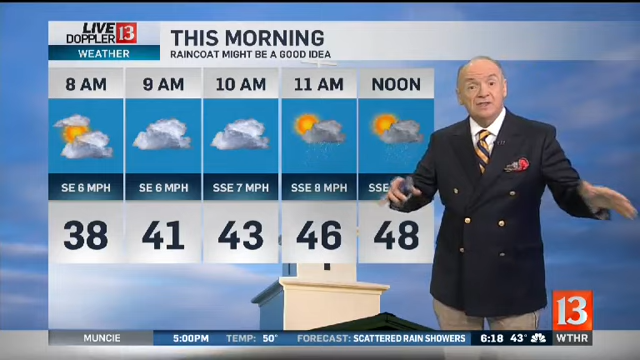 LIVE
DOPPLER 13
WEATHER
THIS MORNING
RAINCOAT MIGHT BE A GOOD IDEA
8 AM 9 AM 10 AM 11 AM NOON
SE 6 MPH SE 6 MPH SSE 7 MPH SSE 8 MPH SSE
38 41 43 46 48
13
MUNCIE 5:00PM TEMP: 50° FORECAST: SCATTERED RAIN SHOWERS 6:18 43° WTHR